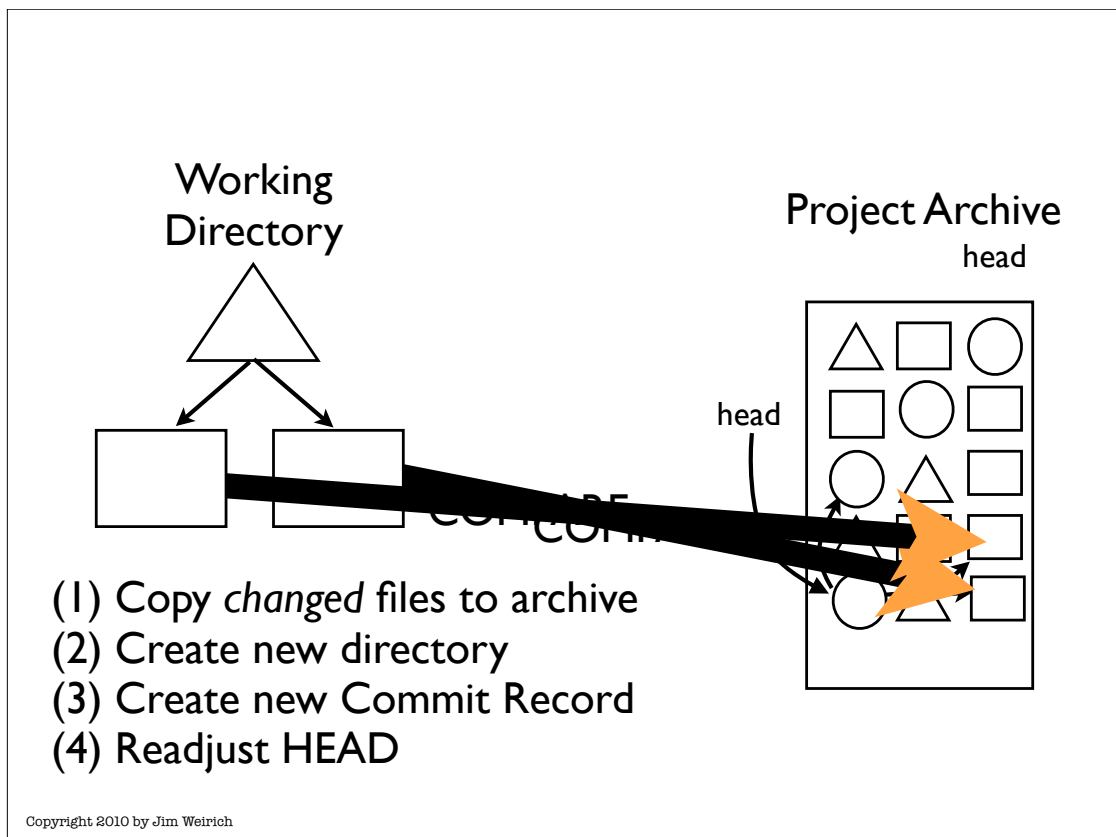 Working
Directory
Project Archive
head
head
(1) Copy changed files to archive
(2) Create new directory
(3) Create new Commit Record
(4) Readjust HEAD
Copyright 2010 by Jim Weirich